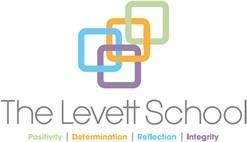 The Levett School
Positivity | Determination | Reflection | Integrity